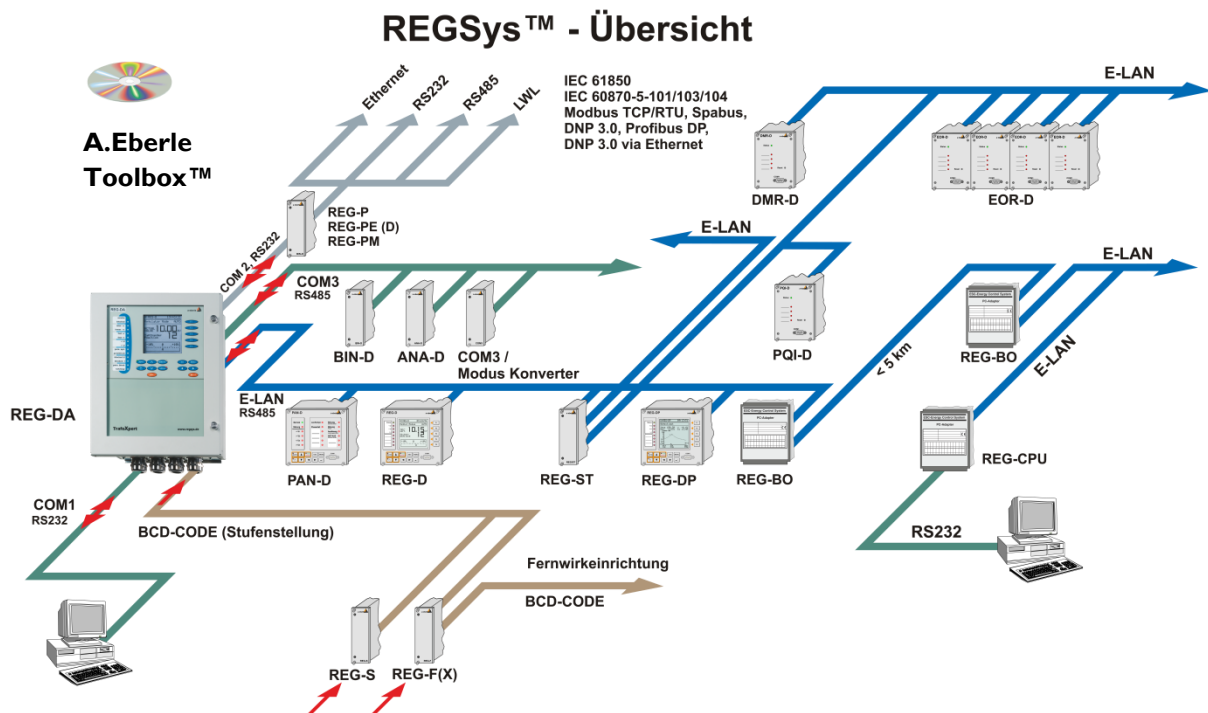 REGSys™ - Übersicht
A.Eberle
Toolbox™
Ethernet
RS232
RS485
LWL
IEC 61850
IEC 60870-5-101/103/104
Modbus TCP/RTU, Spabus,
DNP 3.0, Profibus DP,
DNP 3.0 via Ethernet
E-LAN
DMR-D
EOR-D
REG-P
REG-PE (D)
REG-PM
COM 2, RS232
E-LAN
COM3
RS485
E-LAN
BIN-D
ANA-D
COM3 /
Modus Konverter
PQI-D
< 5 km
REG-BO
E-LAN
REG-DA
E-LAN
RS485
PAN-D
REG-D
REG-ST
REG-DP
REG-BO
REG-CPU
COM1
RS232
BCD-CODE (Stufenstellung)
RS232
Fernwirkeinrichtung
BCD-CODE
REG-S
REG-F(X)